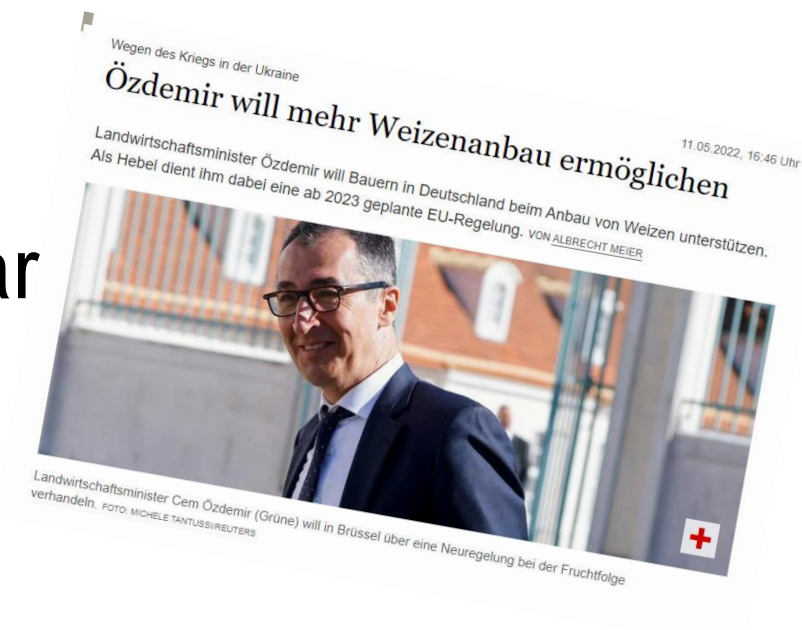 Wegen des Kriegs in der Ukraine
Özdemir will mehr Weizenanbau ermöglichen
11.05.2022, 16:46 Uhr
Landwirtschaftsminister Özdemir will Bauern in Deutschland beim Anbau von Weizen unterstützen.
Als Hebel dient ihm dabei eine ab 2023 geplante EU-Regelung. VON ALBRECHT MEIER
ar
Landwirtschaftsminister Cem Özdemir (Grüne) will in Brüssel über eine Neuregelung bei der Fruchtfolge
verhandeln. FOTO: MICHELE TANTUSSI/REUTERS